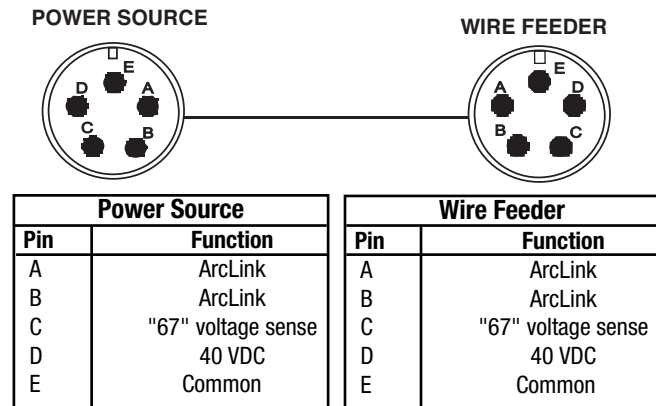 POWER SOURCE
WIRE FEEDER
E
D
A
C
B
E
A
D
B
C
Power Source
Pin Function
A ArcLink
B ArcLink
C "67" voltage sense
D 40 VDC
E Common
Wire Feeder
Pin Function
A ArcLink
B ArcLink
C "67" voltage sense
D 40 VDC
E Common